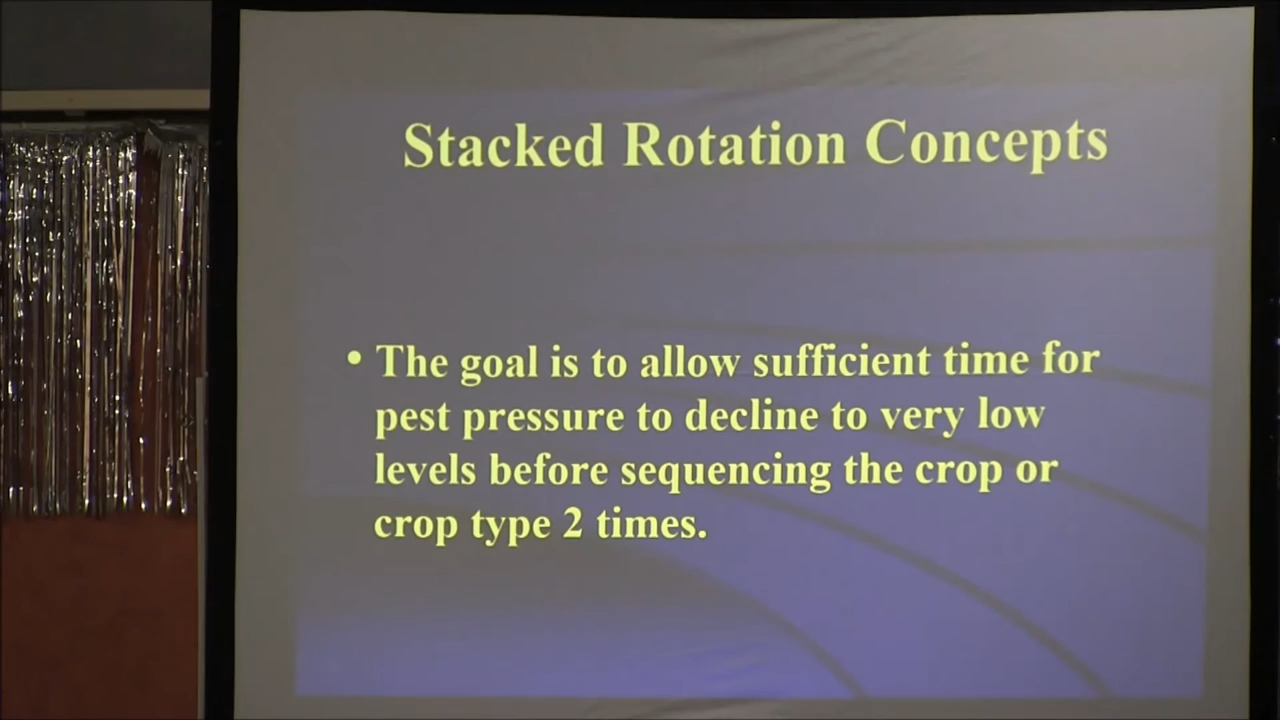 Stacked Rotation Concepts
• The goal is to allow sufficient time for
pest pressure to decline to very low
levels before sequencing the crop or
crop type 2 times.